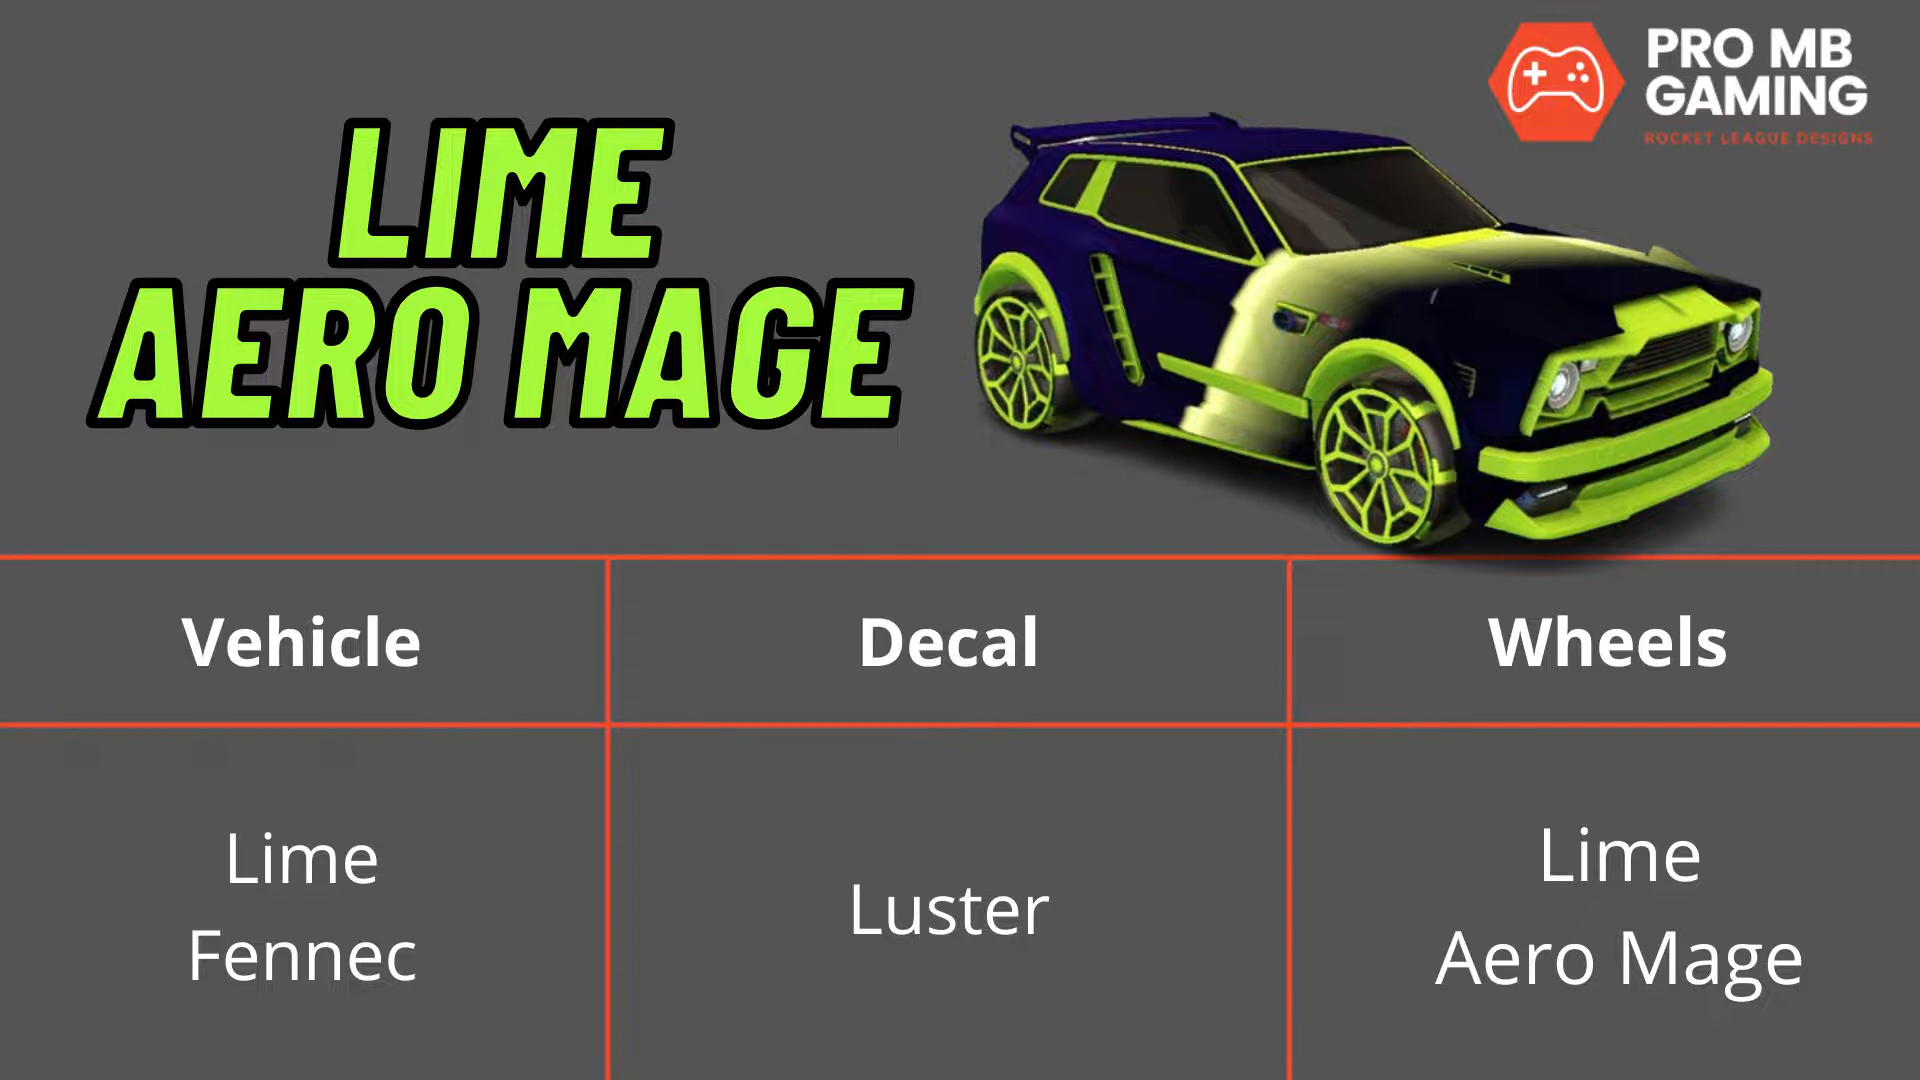 PRO MB
GAMING
ROCKET LEAGUE DESIGNS
LIME
AERO MAGE
Vehicle
Decal
Wheels
Lime
Fennec
Luster
Lime
Aero Mage